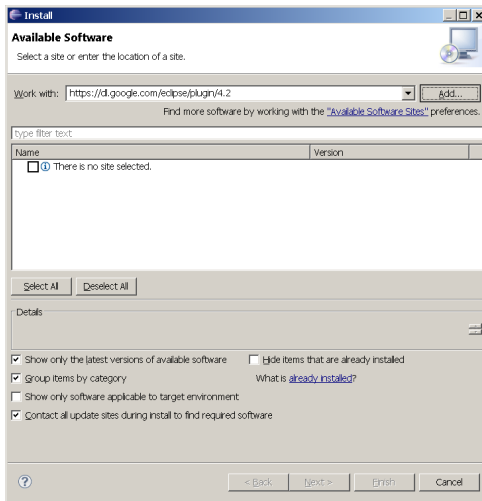 Install
Available Software
Select a site or enter the location of a site.
Work with: https://dl.google.com/eclipse/plugin/4.2 Add...
Find more software by working with the "Available Software Sites" preferences.
type filter text
Name Version
There is no site selected.
Select All Deselect All
Details
Show only the latest versions of available software Hide items that are already installed
Group items by category What is already installed?
Show only software applicable to target environment
Contact all update sites during install to find required software
? < Back Next > Finish Cancel